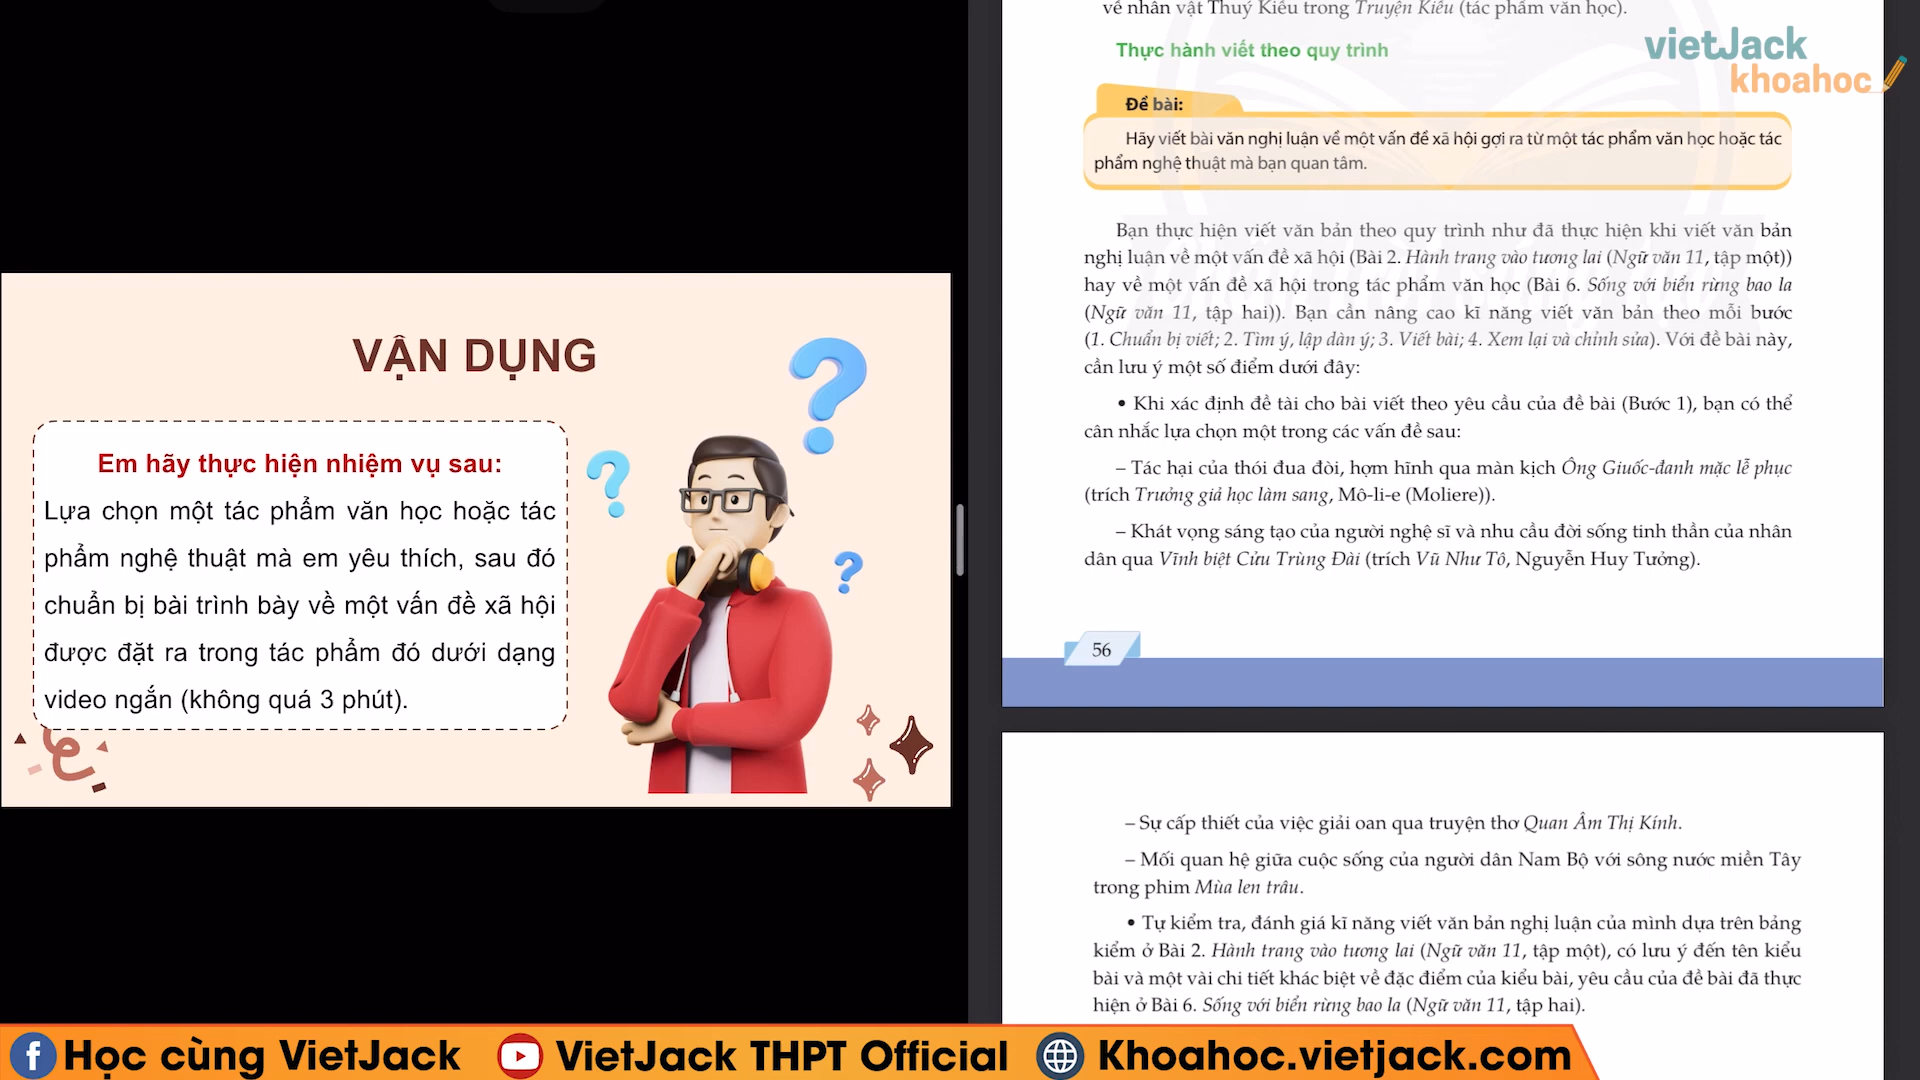 VẬN DỤNG
Em hãy thực hiện nhiệm vụ sau:
Lựa chọn một tác phẩm văn học hoặc tác
phẩm nghệ thuật mà em yêu thích, sau đó
chuẩn bị bài trình bày về một vấn đề xã hội
được đặt ra trong tác phẩm đó dưới dạng
video ngắn (không quá 3 phút).
về nhân vật Thuý Kiều trong Truyện Kiều (tác phẩm văn học).
vietJack
khoahoc
Thực hành viết theo quy trình
Đề bài:
Hãy viết bài văn nghị luận về một vấn đề xã hội gợi ra từ một tác phẩm văn học hoặc tác
phẩm nghệ thuật mà bạn quan tâm.
Bạn thực hiện viết văn bản theo quy trình như đã thực hiện khi viết văn bản
nghị luận về một vấn đề xã hội (Bài 2. Hành trang vào tương lai (Ngữ văn 11, tập một))
hay về một vấn đề xã hội trong tác phẩm văn học (Bài 6. Sống với biển rừng bao la
(Ngữ văn 11, tập hai)). Bạn cần nâng cao kĩ năng viết văn bản theo mỗi bước
(1. Chuẩn bị viết; 2. Tìm ý, lập dàn ý; 3. Viết bài; 4. Xem lại và chỉnh sửa). Với đề bài này,
cần lưu ý một số điểm dưới đây:
• Khi xác định đề tài cho bài viết theo yêu cầu của đề bài (Bước 1), bạn có thể
cân nhắc lựa chọn một trong các vấn đề sau:
– Tác hại của thói đua đòi, hợm hĩnh qua màn kịch Ông Giuốc-đanh mặc lễ phục
(trích Trưởng giả học làm sang, Mô-li-e (Moliere)).
– Khát vọng sáng tạo của người nghệ sĩ và nhu cầu đời sống tinh thần của nhân
dân qua Vĩnh biệt Cửu Trùng Đài (trích Vũ Như Tô, Nguyễn Huy Tưởng).
56
– Sự cấp thiết của việc giải oan qua truyện thơ Quan Âm Thị Kính.
– Mối quan hệ giữa cuộc sống của người dân Nam Bộ với sông nước miền Tây
trong phim Mùa len trâu.
• Tự kiểm tra, đánh giá kĩ năng viết văn bản nghị luận của mình dựa trên bảng
kiểm ở Bài 2. Hành trang vào tương lai (Ngữ văn 11, tập một), có lưu ý đến tên kiểu
bài và một vài chi tiết khác biệt về đặc điểm của kiểu bài, yêu cầu của đề bài đã thực
hiện ở Bài 6. Sống với biển rừng bao la (Ngữ văn 11, tập hai).
Học cùng VietJack
VietJack THPT Official
Khoahoc.vietjack.com